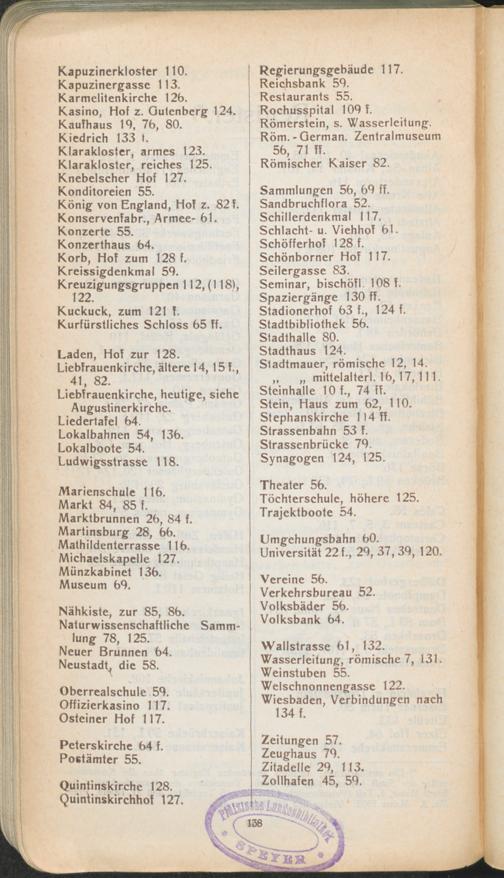 Kapuzinerkloster 110.
Kapuzinergasse 113.
Karmelitenkirche 126.
Kasino, Hof z. Gutenberg 124.
Kaufhaus 19, 76, 80.
Kiedrich 133 f.
Klarakloster, armes 123.
Klarakloster, reiches 125.
Knebelscher Hof 127.
Konditoreien 55.
König von England, Hof z. 82 f.
Konservenfabr., Armee- 61.
Konzerte 55.
Konzerthaus 64.
Korb, Hof zum 128 f.
Kreissigdenkmal 59.
Kreuzigungsgruppen 112, (118),
122.
Kuckuck, zum 121 f.
Kurfürstliches Schloss 65 ff.
Laden, Hof zur 128.
Liebfrauenkirche, ältere 14, 15 f.,
41, 82.
Liebfrauenkirche, heutige, siehe
Augustinerkirche.
Liedertafel 64.
Lokalbahnen 54, 136.
Lokalboote 54.
Ludwigsstrasse 118.
Marienschule 116.
Markt 84, 85 f.
Marktbrunnen 26, 84 f.
Martinsburg 28, 66.
Mathildenterrasse 116.
Michaelskapelle 127.
Münzkabinet 136.
Museum 69.
Nähkiste, zur 85, 86.
Naturwissenschaftliche Samm-
lung 78, 125.
Neuer Brunnen 64.
Neustadt, die 58.
Oberrealschule 59.
Offizierkasino 117.
Osteiner Hof 117.
Peterskirche 64 f.
Postämter 55.
Quintinskirche 128.
Quintinskirchhof 127.
Regierungsgebäude 117.
Reichsbank 59.
Restaurants 55.
Rochusspital 109 f.
Römerstein, s. Wasserleitung.
Röm. - German. Zentralmuseum
56, 71 ff.
Römischer Kaiser 82.
Sammlungen 56, 69 ff.
Sandbruchflora 52.
Schillerdenkmal 117.
Schlacht- u. Viehhof 61.
Schöfferhof 128 f.
Schönborner Hof 117.
Seilergasse 83.
Seminar, bischöfl. 108 f.
Spaziergänge 130 ff.
Stadionerhof 63 f., 124 f.
Stadtbibliothek 56.
Stadthalle 80.
Stadthaus 124.
Stadtmauer, römische 12, 14.
„ „ mittelalterl. 16, 17, 111.
Steinhalle 10 f., 74 ff.
Stein, Haus zum 62, 110.
Stephanskirche 114 ff.
Strassenbahn 53 f.
Strassenbrücke 79.
Synagogen 124, 125.
Theater 56.
Töchterschule, höhere 125.
Trajektboote 54.
Umgehungsbahn 60.
Universität 22 f., 29, 37, 39, 120.
Vereine 56.
Verkehrsbureau 52.
Volksbäder 56.
Volksbank 64.
Wallstrasse 61, 132.
Wasserleitung, römische 7, 131.
Weinstuben 55.
Welschnonnengasse 122.
Wiesbaden, Verbindungen nach
134 f.
Zeitungen 57.
Zeughaus 79.
Zitadelle 29, 113.
Zollhafen 45, 59.
138
Pfälzische Landesbibliothek
SPEYER